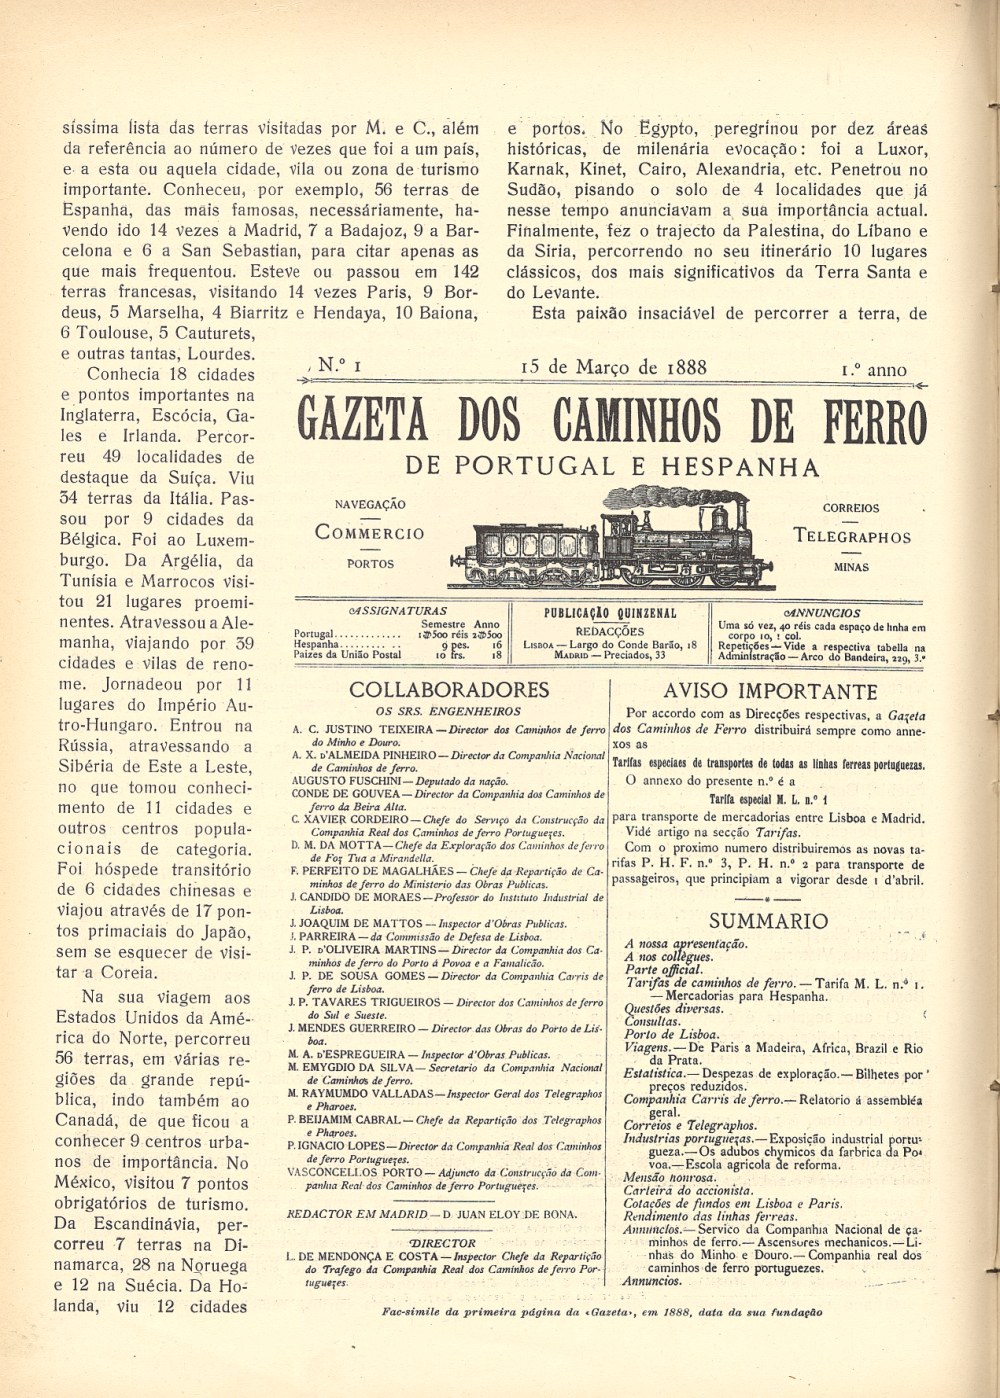 síssima lista das terras visitadas por M. e C., além
da referência ao número de vezes que foi a um país,
e a esta ou aquela cidade, vila ou zona de turismo
importante. Conheceu, por exemplo, 56 terras de
Espanha, das mais famosas, necessáriamente, ha-
vendo ido 14 vezes a Madrid, 7 a Badajoz, 9 a Bar-
celona e 6 a San Sebastian, para citar apenas as
que mais frequentou. Esteve ou passou em 142
terras francesas, visitando 14 vezes Paris, 9 Bor-
deus, 5 Marselha, 4 Biarritz e Hendaya, 10 Baiona,
6 Toulouse, 5 Cauturets,
e outras tantas, Lourdes.
Conhecia 18 cidades
e pontos importantes na
Inglaterra, Escócia, Ga-
les e Irlanda. Percor-
reu 49 localidades de
destaque da Suíça. Viu
34 terras da Itália. Pas-
sou por 9 cidades da
Bélgica. Foi ao Luxem-
burgo. Da Argélia, da
Tunísia e Marrocos visi-
tou 21 lugares proemi-
nentes. Atravessou a Ale-
manha, viajando por 39
cidades e vilas de reno-
me. Jornadeou por 11
lugares do Império Au-
tro-Hungaro. Entrou na
Rússia, atravessando a
Sibéria de Este a Leste,
no que tomou conheci-
mento de 11 cidades e
outros centros popula-
cionais de categoria.
Foi hóspede transitório
de 6 cidades chinesas e
viajou através de 17 pon-
tos primaciais do Japão,
sem se esquecer de visi-
tar a Coreia.
Na sua viagem aos
Estados Unidos da Amé-
rica do Norte, percorreu
56 terras, em várias re-
giões da grande repú-
blica, indo também ao
Canadá, de que ficou a
conhecer 9 centros urba-
nos de importância. No
México, visitou 7 pontos
obrigatórios de turismo.
Da Escandinávia, per-
correu 7 terras na Di-
namarca, 28 na Noruega
e 12 na Suécia. Da Ho-
landa, viu 12 cidades
e portos. No Egypto, peregrinou por dez áreas
históricas, de milenária evocação: foi a Luxor,
Karnak, Kinet, Cairo, Alexandria, etc. Penetrou no
Sudão, pisando o solo de 4 localidades que já
nesse tempo anunciavam a sua importância actual.
Finalmente, fez o trajecto da Palestina, do Líbano e
da Siria, percorrendo no seu itinerário 10 lugares
clássicos, dos mais significativos da Terra Santa e
do Levante.
Esta paixão insaciável de percorrer a terra, de
N.º 1 15 de Março de 1888 1.º anno
GAZETA DOS CAMINHOS DE FERRO
DE PORTUGAL E HESPANHA
NAVEGAÇÃO
COMMERCIO
PORTOS
CORREIOS
TELEGRAPHOS
MINAS
ASSIGNATURAS
Semestre Anno
Portugal............. 1$500 réis 2$500
Hespanha........... 9 pes. 16
Paizes da União Postal 10 frs. 18
PUBLICAÇÃO QUINZENAL
REDACÇÕES
LISBOA — Largo do Conde Barão, 18
MADRID — Preciados, 33
ANNUNCIOS
Uma só vez, 40 réis cada espaço de linha em
corpo 10, 1 col.
Repetições — Vide a respectiva tabella na
Administração — Arco do Bandeira, 229, 3.º
COLLABORADORES
OS SRS. ENGENHEIROS
A. C. JUSTINO TEIXEIRA — Director dos Caminhos de ferro
do Minho e Douro.
A. X. D'ALMEIDA PINHEIRO — Director da Companhia Nacional
de Caminhos de ferro.
AUGUSTO FUSCHINI — Deputado da nação.
CONDE DE GOUVEA — Director da Companhia dos Caminhos de
ferro da Beira Alta.
C. XAVIER CORDEIRO — Chefe do Serviço da Construcção da
Companhia Real dos Caminhos de ferro Portuguezes.
D. M. DA MOTTA — Chefe da Exploração dos Caminhos de ferro
de Foz Tua a Mirandella.
F. PERFEITO DE MAGALHÃES — Chefe da Repartição de Ca-
minhos de ferro do Ministerio das Obras Publicas.
J. CANDIDO DE MORAES — Professor do Instituto Industrial de
Lisboa.
J. JOAQUIM DE MATTOS — Inspector d'Obras Publicas.
J. PARREIRA — da Commissão de Defesa de Lisboa.
J. P. D'OLIVEIRA MARTINS — Director da Companhia dos Ca-
minhos de ferro do Porto á Povoa e a Famalicão.
J. P. DE SOUSA GOMES — Director da Companhia Carris de
ferro de Lisboa.
J. P. TAVARES TRIGUEIROS — Director dos Caminhos de ferro
do Sul e Sueste.
J. MENDES GUERREIRO — Director das Obras do Porto de Lis-
boa.
M. A. D'ESPREGUEIRA — Inspector d'Obras Publicas.
M. EMYGDIO DA SILVA — Secretario da Companhia Nacional
de Caminhos de ferro.
M. RAYMUMDO VALLADAS — Inspector Geral dos Telegraphos
e Pharoes.
P. BEIJAMIM CABRAL — Chefe da Repartição dos Telegraphos
e Pharoes.
P. IGNACIO LOPES — Director da Companhia Real dos Caminhos
de ferro Portuguezes.
VASCONCELLOS PORTO — Adjuncto da Construcção da Com-
panhia Real dos Caminhos de ferro Portuguezes.
REDACTOR EM MADRID — D. JUAN ELOY DE BONA.
DIRECTOR
L. DE MENDONÇA E COSTA — Inspector Chefe da Repartição
do Trafego da Companhia Real dos Caminhos de ferro Por-
tuguezes.
AVISO IMPORTANTE
Por accordo com as Direcções respectivas, a Gazeta
dos Caminhos de Ferro distribuirá sempre como anne-
xos as
Tarifas especiaes de transportes de todas as linhas ferreas portuguezas.
O annexo do presente n.º é a
Tarifa especial M. L. n.º 1
para transporte de mercadorias entre Lisboa e Madrid.
Vidé artigo na secção Tarifas.
Com o proximo numero distribuiremos as novas ta-
rifas P. H. F. n.º 3, P. H. n.º 2 para transporte de
passageiros, que principiam a vigorar desde 1 d'abril.
SUMMARIO
A nossa apresentação.
A nos collègues.
Parte official.
Tarifas de caminhos de ferro. — Tarifa M. L. n.º 1.
— Mercadorias para Hespanha.
Questões diversas.
Consultas.
Porto de Lisboa.
Viagens. — De Paris a Madeira, Africa, Brazil e Rio
da Prata.
Estatistica. — Despezas de exploração. — Bilhetes por
preços reduzidos.
Companhia Carris de ferro. — Relatorio á assembléa
geral.
Correios e Telegraphos.
Industrias portuguezas. — Exposição industrial portu-
gueza. — Os adubos chymicos da farbrica da Po-
voa. — Escola agricola de reforma.
Mensão honrosa.
Carteira do accionista.
Cotações de fundos em Lisboa e Paris.
Rendimento das linhas ferreas.
Annuncios. — Servico da Companhia Nacional de ca-
minhos de ferro. — Ascensores mechanicos. — Li-
nhas do Minho e Douro. — Companhia real dos
caminhos de ferro portuguezes.
Annuncios.
Fac-simile da primeira página da «Gazeta», em 1888, data da sua fundação